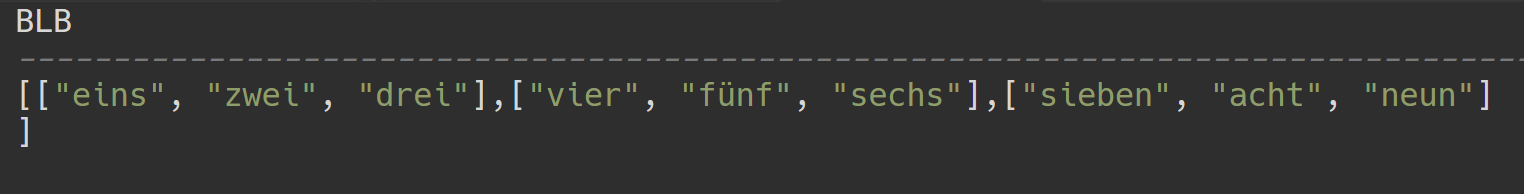 BLB
--------------------------------------------------------------------------------
[["eins", "zwei", "drei"],["vier", "fünf", "sechs"],["sieben", "acht", "neun"]
]